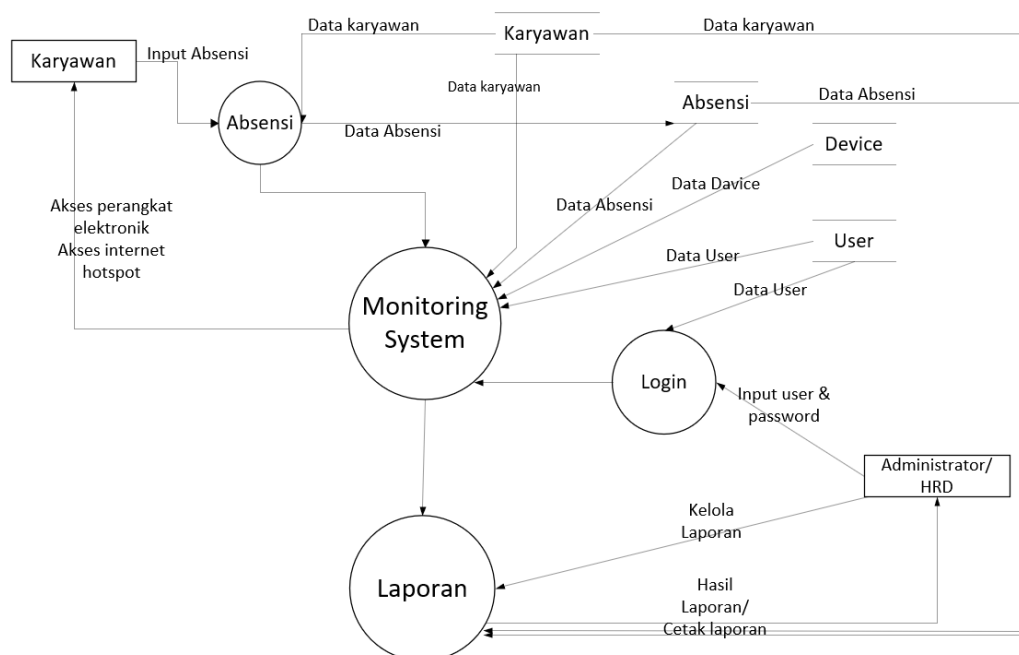 Data karyawan
Karyawan
Data karyawan
Karyawan
Input Absensi
Data karyawan
Absensi
Data Absensi
Absensi
Data Absensi
Device
Data Davice
Akses perangkat
elektronik
Akses internet
hotspot
Data Absensi
User
Data User
Data User
Monitoring
System
Login
Input user &
password
Administrator/
HRD
Kelola
Laporan
Laporan
Hasil
Laporan/
Cetak laporan